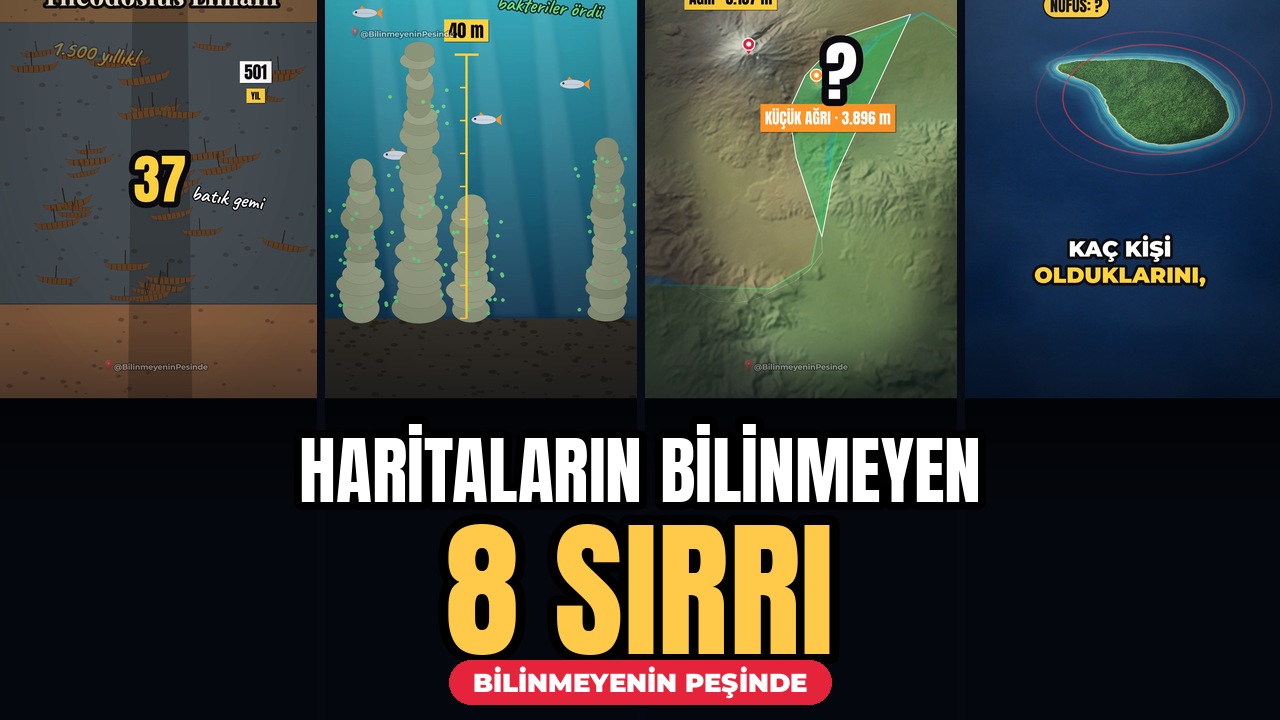 Theodosius Limanı
1.500 yıllık!
501
YIL
37
batık gemi
@BilinmeyeninPesinde
bakteriler ördü
@BilinmeyeninPesinde
40 m
KÜÇÜK AĞRI · 3.896 m
?
@BilinmeyeninPesinde
NÜFUS: ?
KAÇ KİŞİ
OLDUKLARINI,
HARİTALARIN BİLİNMEYEN
8 SIRRI
BİLİNMEYENİN PEŞİNDE